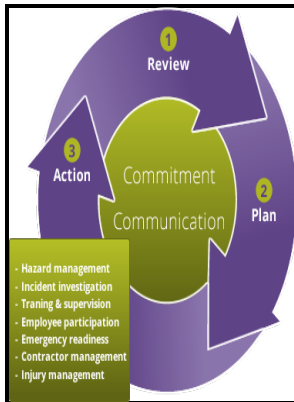 1
Review
3
Action
Commitment
Communication
2
Plan
- Hazard management
- Incident investigation
- Traning & supervision
- Employee participation
- Emergency readiness
- Contractor management
- Injury management